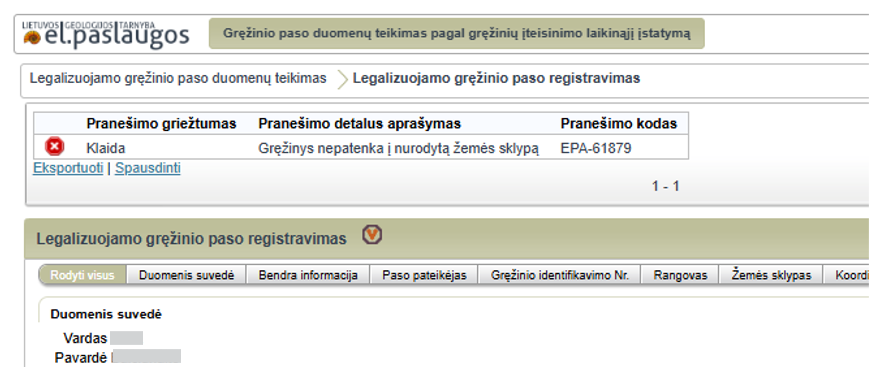 LIETUVOS GEOLOGIJOS TARNYBA
el.paslaugos
Gręžinio paso duomenų teikimas pagal gręžinių įteisinimo laikinąjį įstatymą
Legalizuojamo gręžinio paso duomenų teikimas Legalizuojamo gręžinio paso registravimas
Pranešimo griežtumas Pranešimo detalus aprašymas Pranešimo kodas
Klaida Gręžinys nepatenka į nurodytą žemės sklypą EPA-61879
Eksportuoti | Spausdinti
1 - 1
Legalizuojamo gręžinio paso registravimas
Rodyti visus Duomenis suvedė Bendra informacija Paso pateikėjas Gręžinio identifikavimo Nr. Rangovas Žemės sklypas Koordi
Duomenis suvedė
Vardas
Pavardė